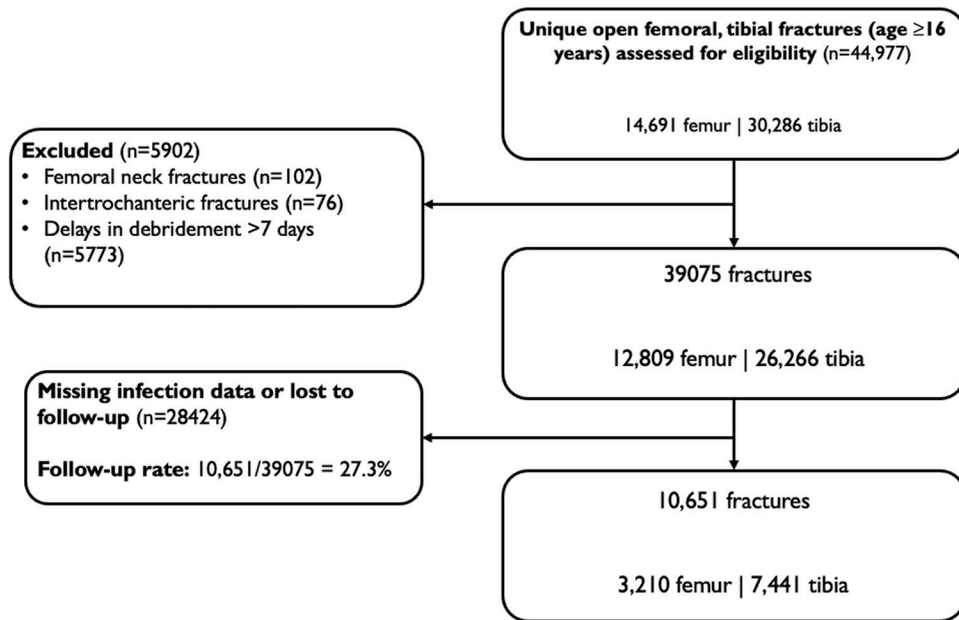 Unique open femoral, tibial fractures (age ≥16
years) assessed for eligibility (n=44,977)
14,691 femur | 30,286 tibia
Excluded (n=5902)
• Femoral neck fractures (n=102)
• Intertrochanteric fractures (n=76)
• Delays in debridement >7 days
(n=5773)
39075 fractures
12,809 femur | 26,266 tibia
Missing infection data or lost to
follow-up (n=28424)
Follow-up rate: 10,651/39075 = 27.3%
10,651 fractures
3,210 femur | 7,441 tibia